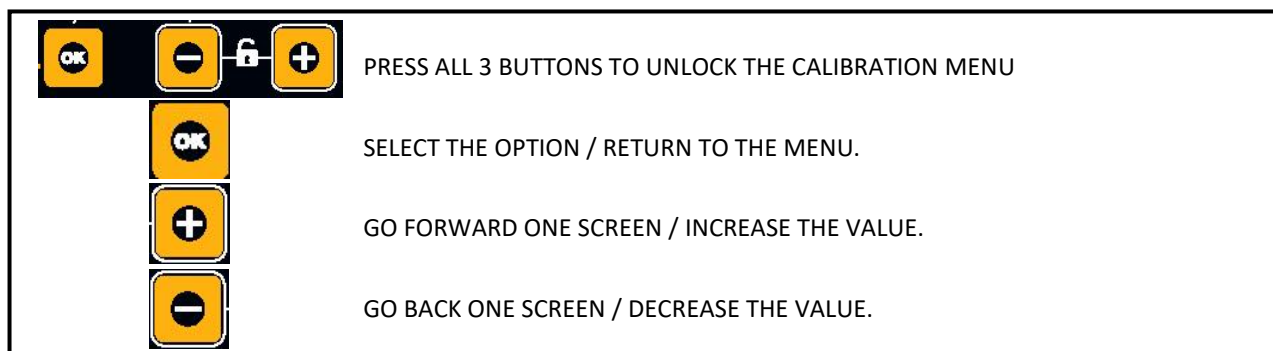 OK PRESS ALL 3 BUTTONS TO UNLOCK THE CALIBRATION MENU
OK SELECT THE OPTION / RETURN TO THE MENU.
GO FORWARD ONE SCREEN / INCREASE THE VALUE.
GO BACK ONE SCREEN / DECREASE THE VALUE.